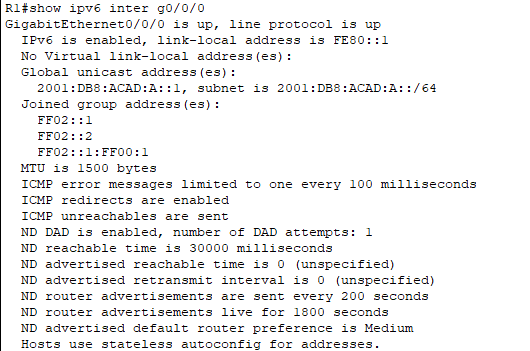 R1#show ipv6 inter g0/0/0
GigabitEthernet0/0/0 is up, line protocol is up
IPv6 is enabled, link-local address is FE80::1
No Virtual link-local address(es):
Global unicast address(es):
2001:DB8:ACAD:A::1, subnet is 2001:DB8:ACAD:A::/64
Joined group address(es):
FF02::1
FF02::2
FF02::1:FF00:1
MTU is 1500 bytes
ICMP error messages limited to one every 100 milliseconds
ICMP redirects are enabled
ICMP unreachables are sent
ND DAD is enabled, number of DAD attempts: 1
ND reachable time is 30000 milliseconds
ND advertised reachable time is 0 (unspecified)
ND advertised retransmit interval is 0 (unspecified)
ND router advertisements are sent every 200 seconds
ND router advertisements live for 1800 seconds
ND advertised default router preference is Medium
Hosts use stateless autoconfig for addresses.